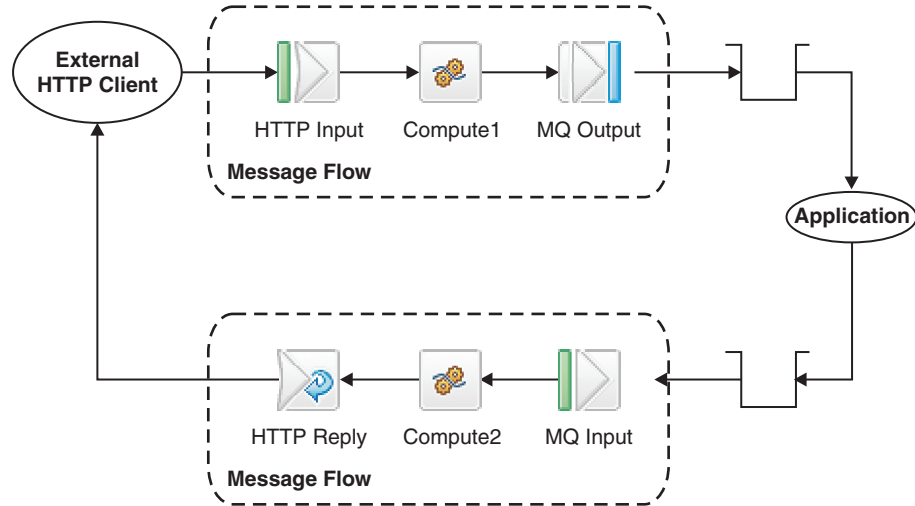 External
HTTP Client
HTTP Input
Compute1
MQ Output
Message Flow
Application
HTTP Reply
Compute2
MQ Input
Message Flow